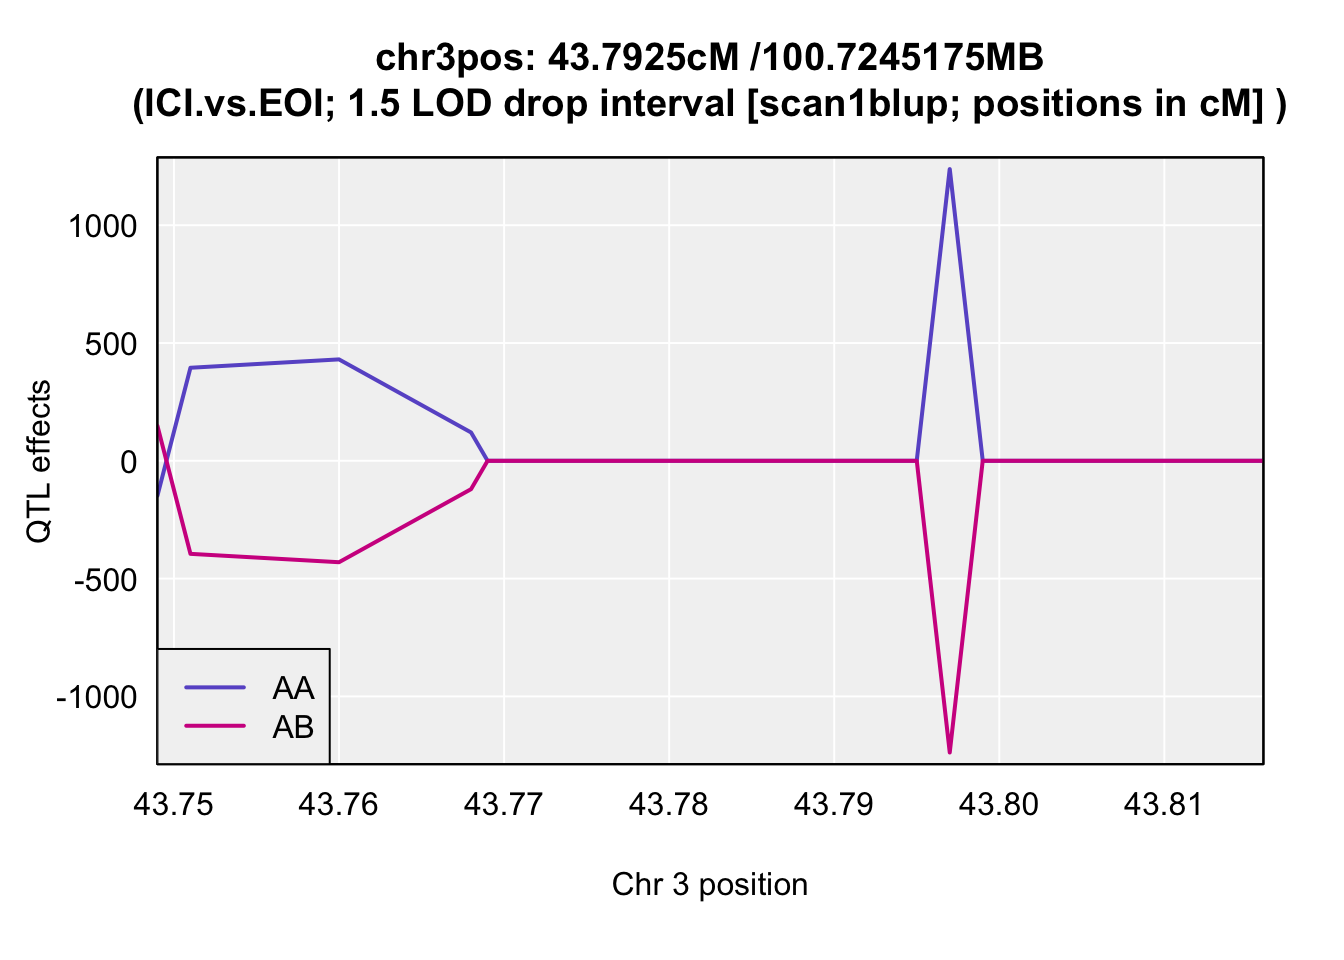 chr3pos: 43.7925cM /100.7245175MB
(ICI.vs.EOI; 1.5 LOD drop interval [scan1blup; positions in cM] )
QTL effects
1000
500
0
-500
-1000
AA
AB
43.75 43.76 43.77 43.78 43.79 43.80 43.81
Chr 3 position